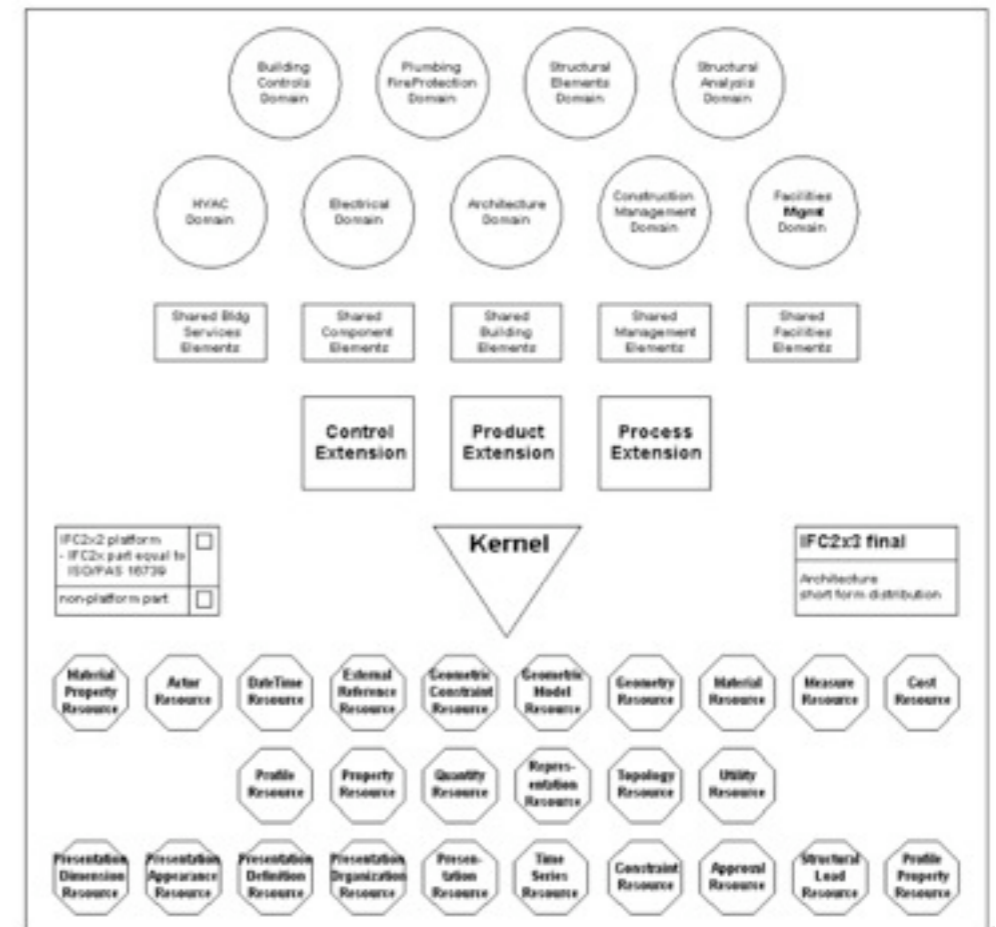 Building
Controls
Domain
Plumbing
FireProtection
Domain
Structural
Elements
Domain
Structural
Analysis
Domain
HVAC
Domain
Electrical
Domain
Architecture
Domain
Construction
Management
Domain
Facilities
Mgmt
Domain
Shared Bldg
Services
Elements
Shared
Component
Elements
Shared
Building
Elements
Shared
Management
Elements
Shared
Facilities
Elements
Control
Extension
Product
Extension
Process
Extension
IFC2x2 platform
- IFC2x part equal to
ISO/PAS 16739
non-platform part
Kernel
IFC2x3 final
Architecture
short form distribution
Material
Property
Resource
Actor
Resource
DateTime
Resource
External
Reference
Resource
Geometric
Constraint
Resource
Geometric
Model
Resource
Geometry
Resource
Material
Resource
Measure
Resource
Cost
Resource
Profile
Resource
Property
Resource
Quantity
Resource
Repres-
entation
Resource
Topology
Resource
Utility
Resource
Presentation
Dimension
Resource
Presentation
Appearance
Resource
Presentation
Definition
Resource
Presentation
Organization
Resource
Presen-
tation
Resource
Time
Series
Resource
Constraint
Resource
Approval
Resource
Structural
Load
Resource
Profile
Property
Resource